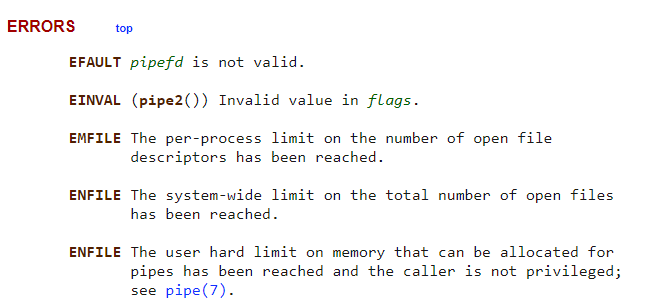 ERRORS top
EFAULT pipefd is not valid.
EINVAL (pipe2()) Invalid value in flags.
EMFILE The per-process limit on the number of open file
descriptors has been reached.
ENFILE The system-wide limit on the total number of open files
has been reached.
ENFILE The user hard limit on memory that can be allocated for
pipes has been reached and the caller is not privileged;
see pipe(7).